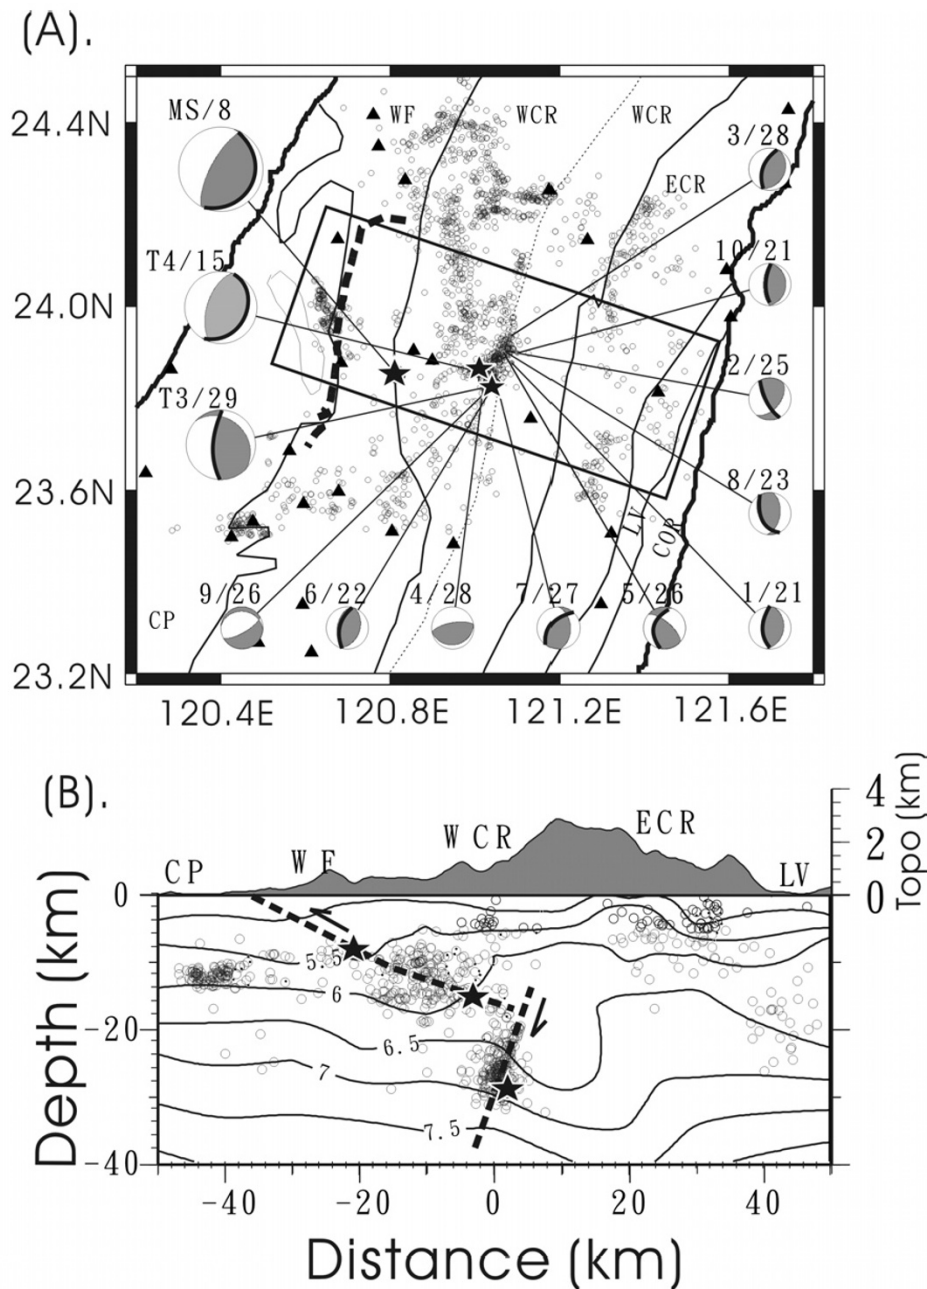 (A).
24.4N
24.0N
23.6N
23.2N
120.4E 120.8E 121.2E 121.6E
MS/8
T4/15
T3/29
WF
WCR
WCR
ECR
3/28
10/21
2/25
8/23
1/21
9/26 6/22 4/28 7/27 5/26
CP
LV
COR
(B).
Topo (km)
4
2
0
CP
WF
WCR
ECR
LV
Depth (km)
0
-20
-40
5.5
6
6.5
7
7.5
-40 -20 0 20 40
Distance (km)